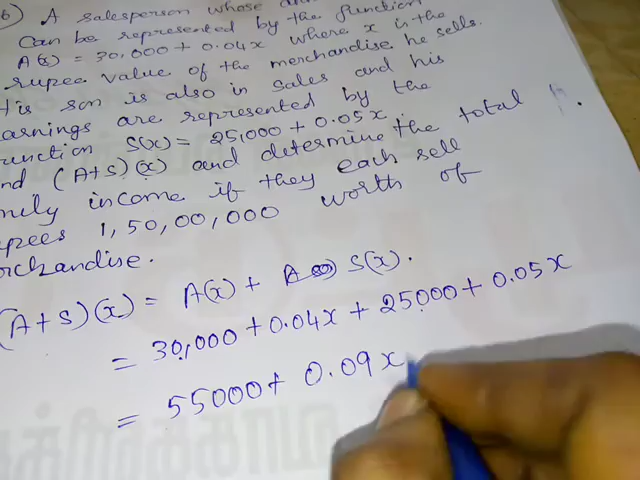 6) A salesperson whose
can be represented by the function
A(x) = 30,000 + 0.04x where x is the
rupee value of the merchandise he sells.
His son is also in sales and his
earnings are represented by the
function S(x) = 25,000 + 0.05x.
and (A+S)(x) and determine the total
income if they each sell
1,50,00,000 worth of
(A+S)(x) = A(x) + S(x).
= 30,000 + 0.04x + 25,000 + 0.05x
= 55000 + 0.09x